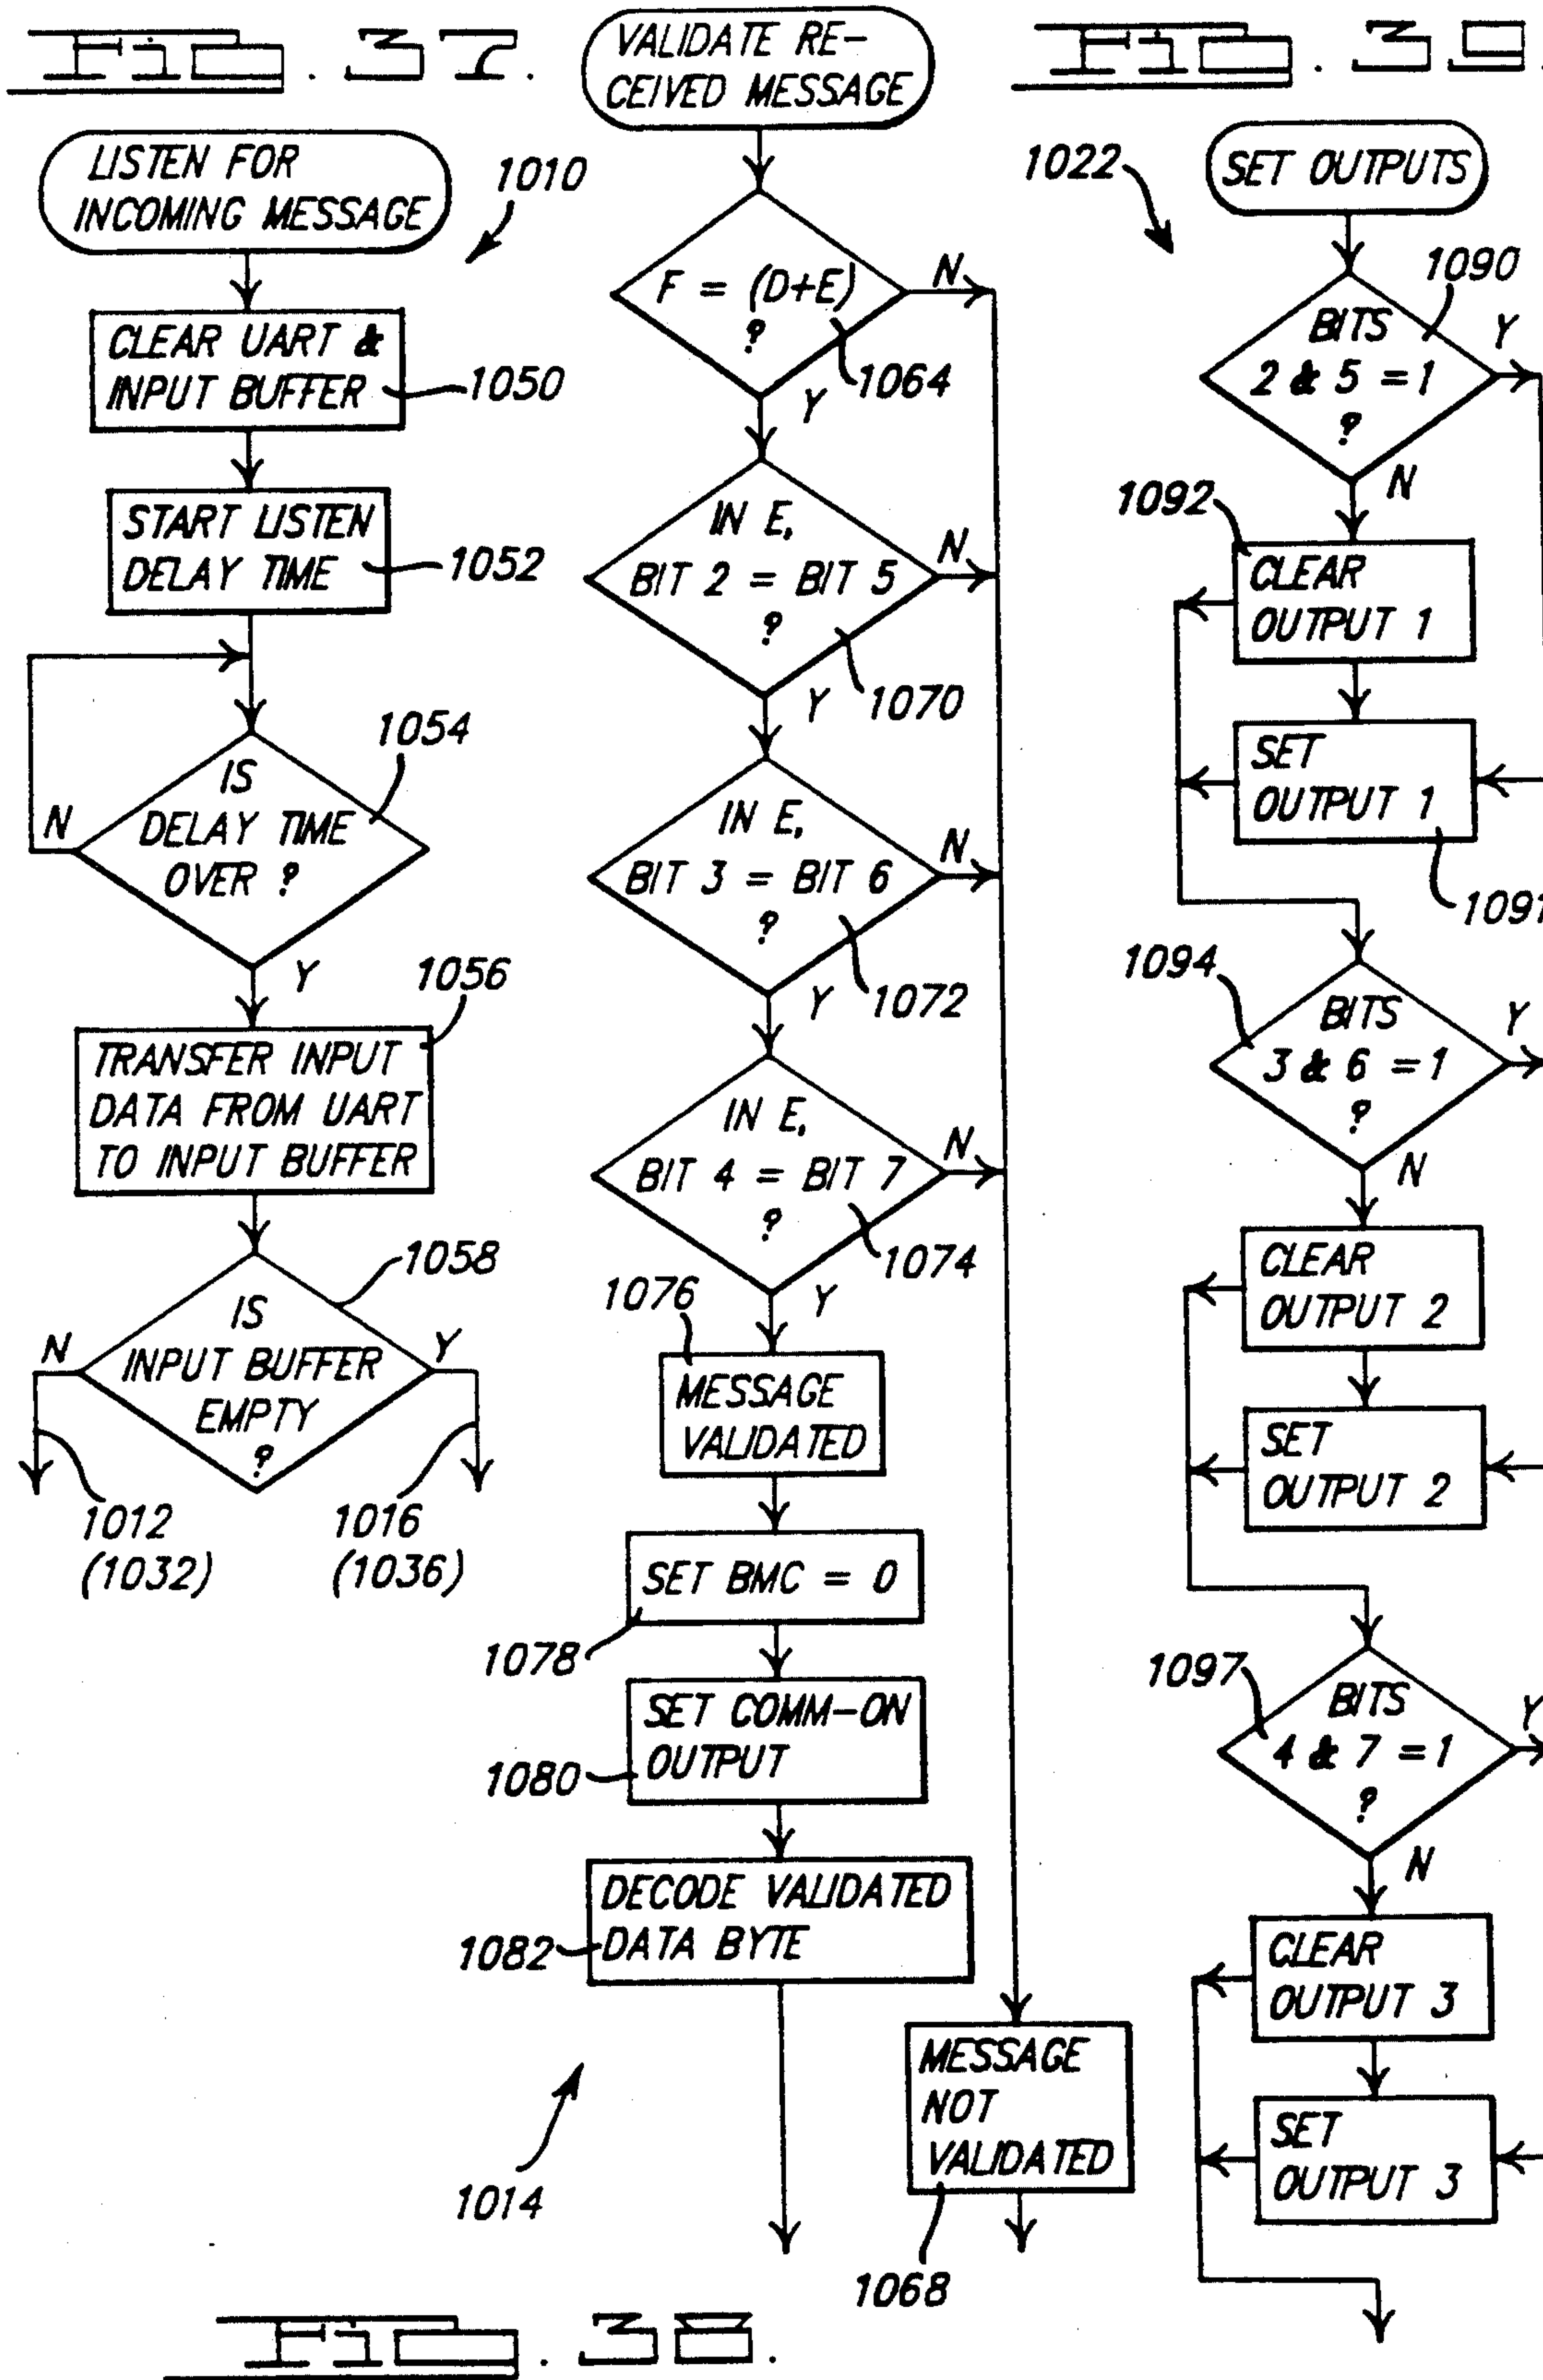 FIG. 37.
LISTEN FOR
INCOMING MESSAGE
1010
CLEAR UART &
INPUT BUFFER
1050
START LISTEN
DELAY TIME
1052
1054
IS
DELAY TIME
OVER ?
N
Y
1056
TRANSFER INPUT
DATA FROM UART
TO INPUT BUFFER
1058
IS
INPUT BUFFER
EMPTY
?
N
Y
1012
(1032)
1016
(1036)
VALIDATE RE-
CEIVED MESSAGE
F = (D+E)
?
N
1064
Y
IN E,
BIT 2 = BIT 5
?
N
1070
Y
IN E,
BIT 3 = BIT 6
?
N
1072
Y
IN E,
BIT 4 = BIT 7
?
N
1074
Y
1076
MESSAGE
VALIDATED
SET BMC = 0
1078
SET COMM-ON
OUTPUT
1080
DECODE VALIDATED
DATA BYTE
1082
MESSAGE
NOT
VALIDATED
1068
1014
FIG. 38.
FIG. 39.
1022
SET OUTPUTS
1090
BITS
2 & 5 = 1
?
Y
N
1092
CLEAR
OUTPUT 1
SET
OUTPUT 1
1091
1094
BITS
3 & 6 = 1
?
Y
N
CLEAR
OUTPUT 2
SET
OUTPUT 2
1097
BITS
4 & 7 = 1
?
Y
N
CLEAR
OUTPUT 3
SET
OUTPUT 3